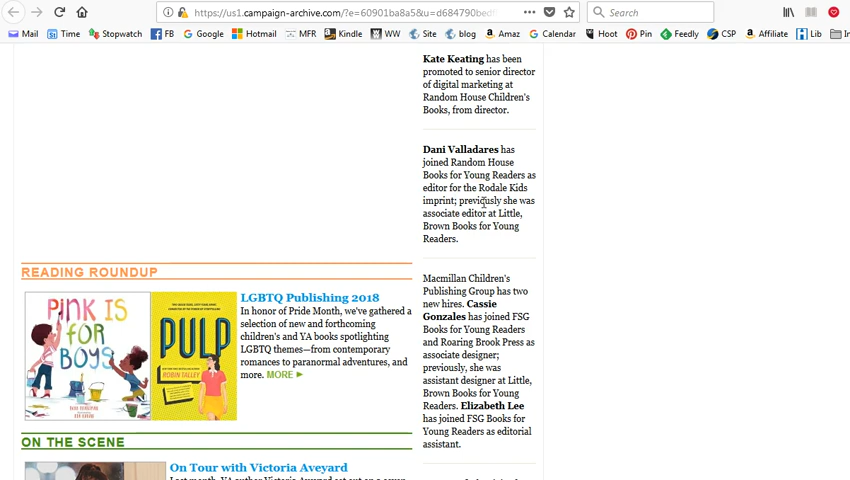 https://us1.campaign-archive.com/?e=60901ba8a5&u=d684790bedf
Search
Mail
Time
Stopwatch
FB
Google
Hotmail
MFR
Kindle
WW
Site
blog
Amaz
Calendar
Hoot
Pin
Feedly
CSP
Affiliate
Lib
Kate Keating has been
promoted to senior director
of digital marketing at
Random House Children's
Books, from director.
Dani Valladares has
joined Random House
Books for Young Readers as
editor for the Rodale Kids
imprint; previously she was
associate editor at Little,
Brown Books for Young
Readers.
READING ROUNDUP
PINK IS
FOR
BOYS
PULP
ROBIN TALLEY
LGBTQ Publishing 2018
In honor of Pride Month, we've gathered a
selection of new and forthcoming
children's and YA books spotlighting
LGBTQ themes—from contemporary
romances to paranormal adventures, and
more. MORE ►
Macmillan Children's
Publishing Group has two
new hires. Cassie
Gonzales has joined FSG
Books for Young Readers
and Roaring Brook Press as
associate designer;
previously, she was
assistant designer at Little,
Brown Books for Young
Readers. Elizabeth Lee
has joined FSG Books for
Young Readers as editorial
assistant.
ON THE SCENE
On Tour with Victoria Aveyard